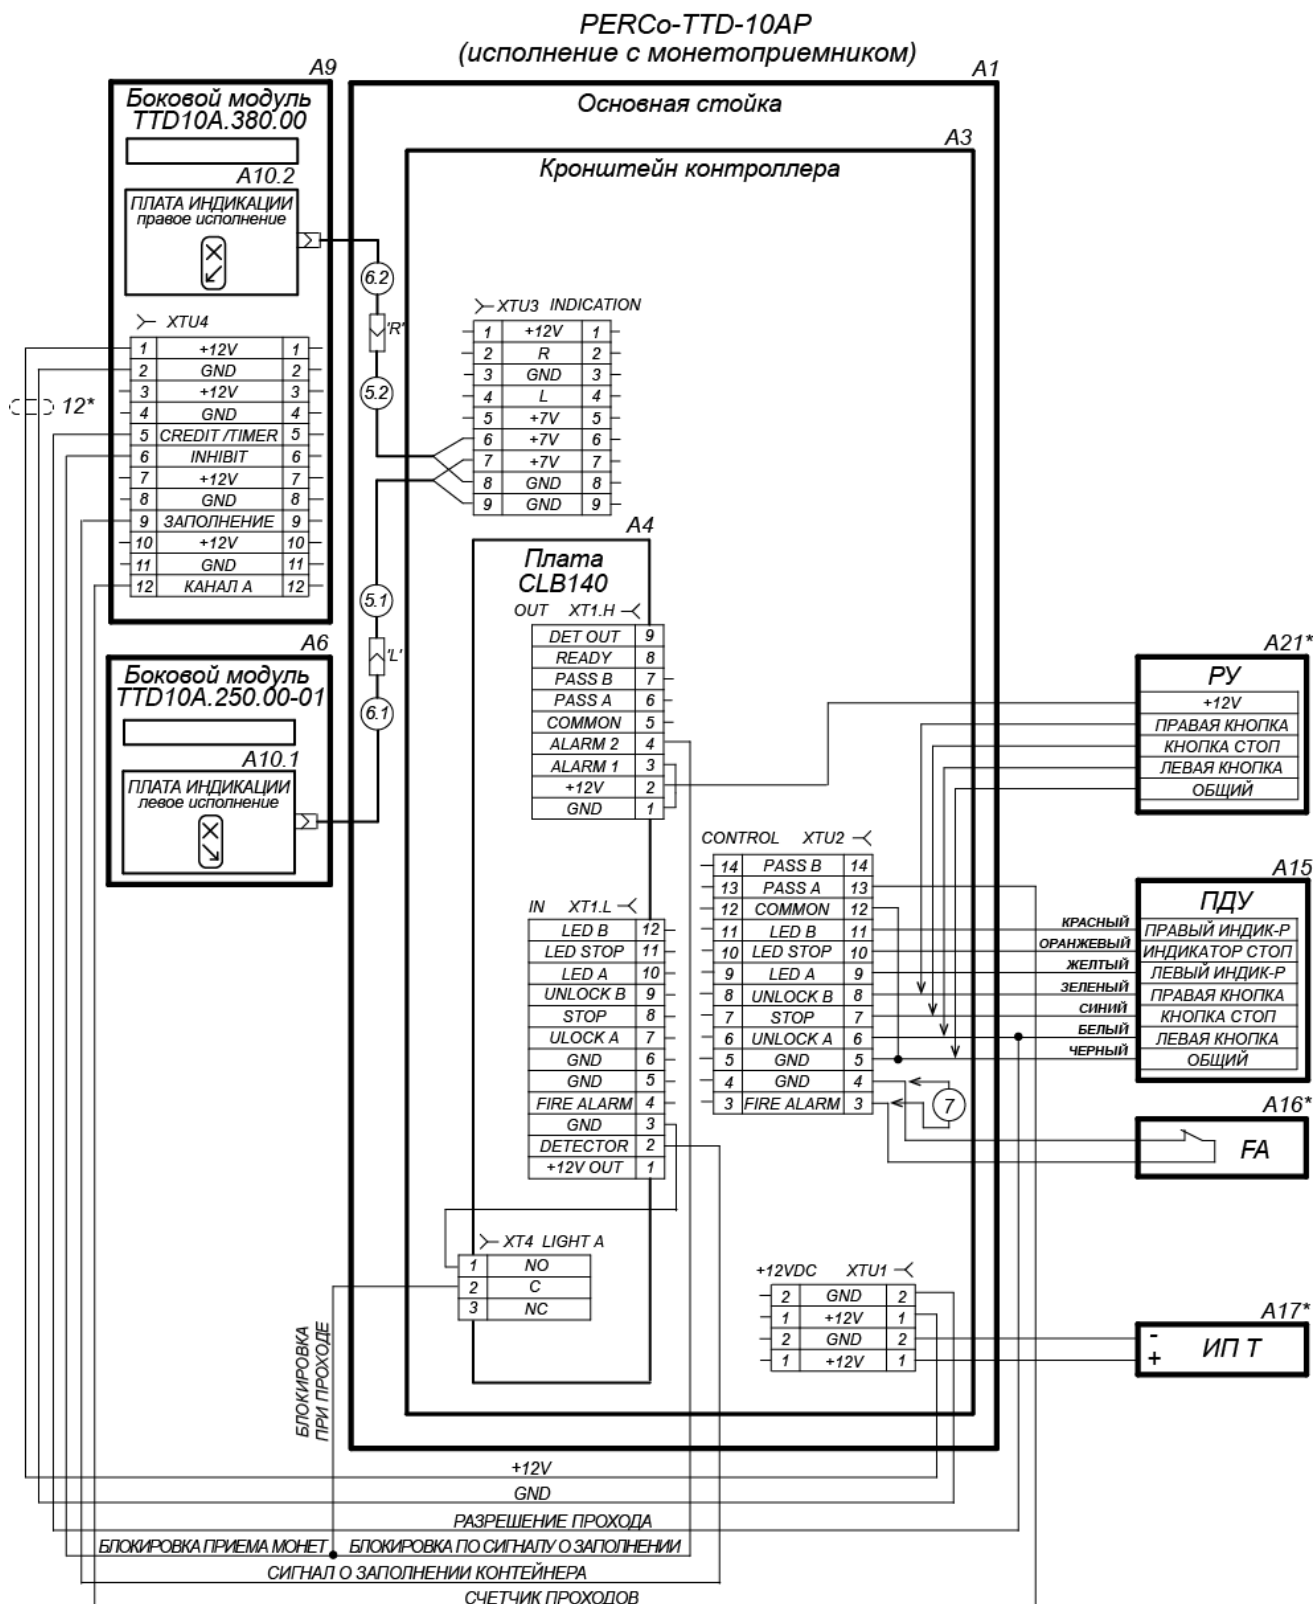 PERCo-TTD-10AP
(исполнение с монетоприемником)
A9
Боковой модуль
TTD10A.380.00
A10.2
ПЛАТА ИНДИКАЦИИ
правое исполнение
XTU4
1 +12V 1
2 GND 2
3 +12V 3
4 GND 4
5 CREDIT /TIMER 5
6 INHIBIT 6
7 +12V 7
8 GND 8
9 ЗАПОЛНЕНИЕ 9
10 +12V 10
11 GND 11
12 КАНАЛ A 12
12*
A6
Боковой модуль
TTD10A.250.00-01
A10.1
ПЛАТА ИНДИКАЦИИ
левое исполнение
6.2
'R'
5.2
5.1
'L'
6.1
A1
Основная стойка
A3
Кронштейн контроллера
XTU3 INDICATION
1 +12V 1
2 R 2
3 GND 3
4 L 4
5 +7V 5
6 +7V 6
7 +7V 7
8 GND 8
9 GND 9
A4
Плата
CLB140
OUT XT1.H
DET OUT 9
READY 8
PASS B 7
PASS A 6
COMMON 5
ALARM 2 4
ALARM 1 3
+12V 2
GND 1
IN XT1.L
LED B 12
LED STOP 11
LED A 10
UNLOCK B 9
STOP 8
ULOCK A 7
GND 6
GND 5
FIRE ALARM 4
GND 3
DETECTOR 2
+12V OUT 1
XT4 LIGHT A
1 NO
2 C
3 NC
CONTROL XTU2
14 PASS B 14
13 PASS A 13
12 COMMON 12
11 LED B 11
10 LED STOP 10
9 LED A 9
8 UNLOCK B 8
7 STOP 7
6 UNLOCK A 6
5 GND 5
4 GND 4
3 FIRE ALARM 3
7
+12VDC XTU1
2 GND 2
1 +12V 1
2 GND 2
1 +12V 1
A21*
РУ
+12V
ПРАВАЯ КНОПКА
КНОПКА СТОП
ЛЕВАЯ КНОПКА
ОБЩИЙ
A15
ПДУ
КРАСНЫЙ ПРАВЫЙ ИНДИК-Р
ОРАНЖЕВЫЙ ИНДИКАТОР СТОП
ЖЕЛТЫЙ ЛЕВЫЙ ИНДИК-Р
ЗЕЛЕНЫЙ ПРАВАЯ КНОПКА
СИНИЙ КНОПКА СТОП
БЕЛЫЙ ЛЕВАЯ КНОПКА
ЧЕРНЫЙ ОБЩИЙ
A16*
FA
A17*
- + ИП Т
БЛОКИРОВКА
ПРИ ПРОХОДЕ
+12V
GND
РАЗРЕШЕНИЕ ПРОХОДА
БЛОКИРОВКА ПРИЕМА МОНЕТ БЛОКИРОВКА ПО СИГНАЛУ О ЗАПОЛНЕНИИ
СИГНАЛ О ЗАПОЛНЕНИИ КОНТЕЙНЕРА
СЧЕТЧИК ПРОХОДОВ